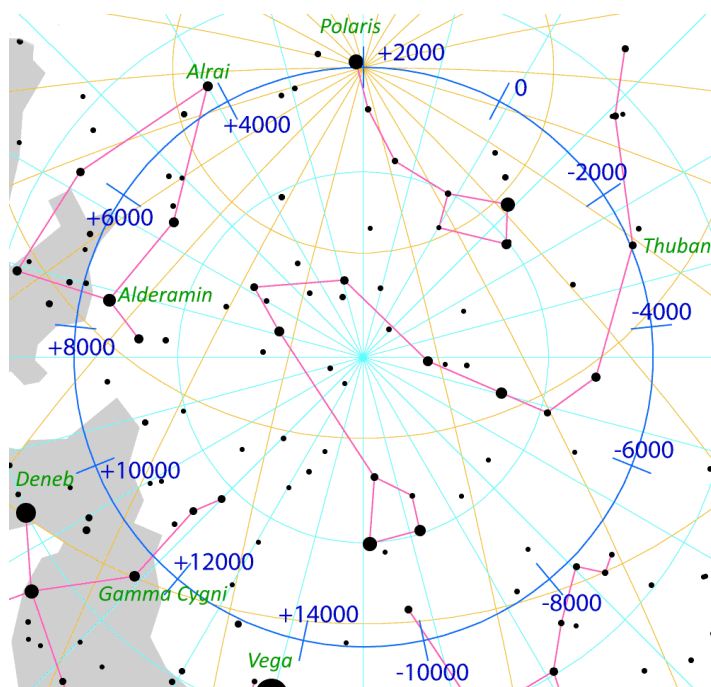 Polaris
+2000
Alrai
0
+4000
-2000
+6000
Thuban
Alderamin
-4000
+8000
-6000
+10000
Deneb
+12000
Gamma Cygni
-8000
+14000
Vega
-10000